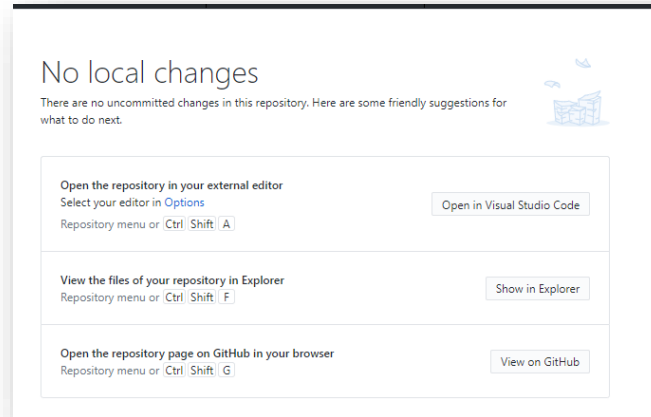 No local changes
There are no uncommitted changes in this repository. Here are some friendly suggestions for
what to do next.
Open the repository in your external editor
Select your editor in Options
Repository menu or Ctrl Shift A
Open in Visual Studio Code
View the files of your repository in Explorer
Repository menu or Ctrl Shift F
Show in Explorer
Open the repository page on GitHub in your browser
Repository menu or Ctrl Shift G
View on GitHub